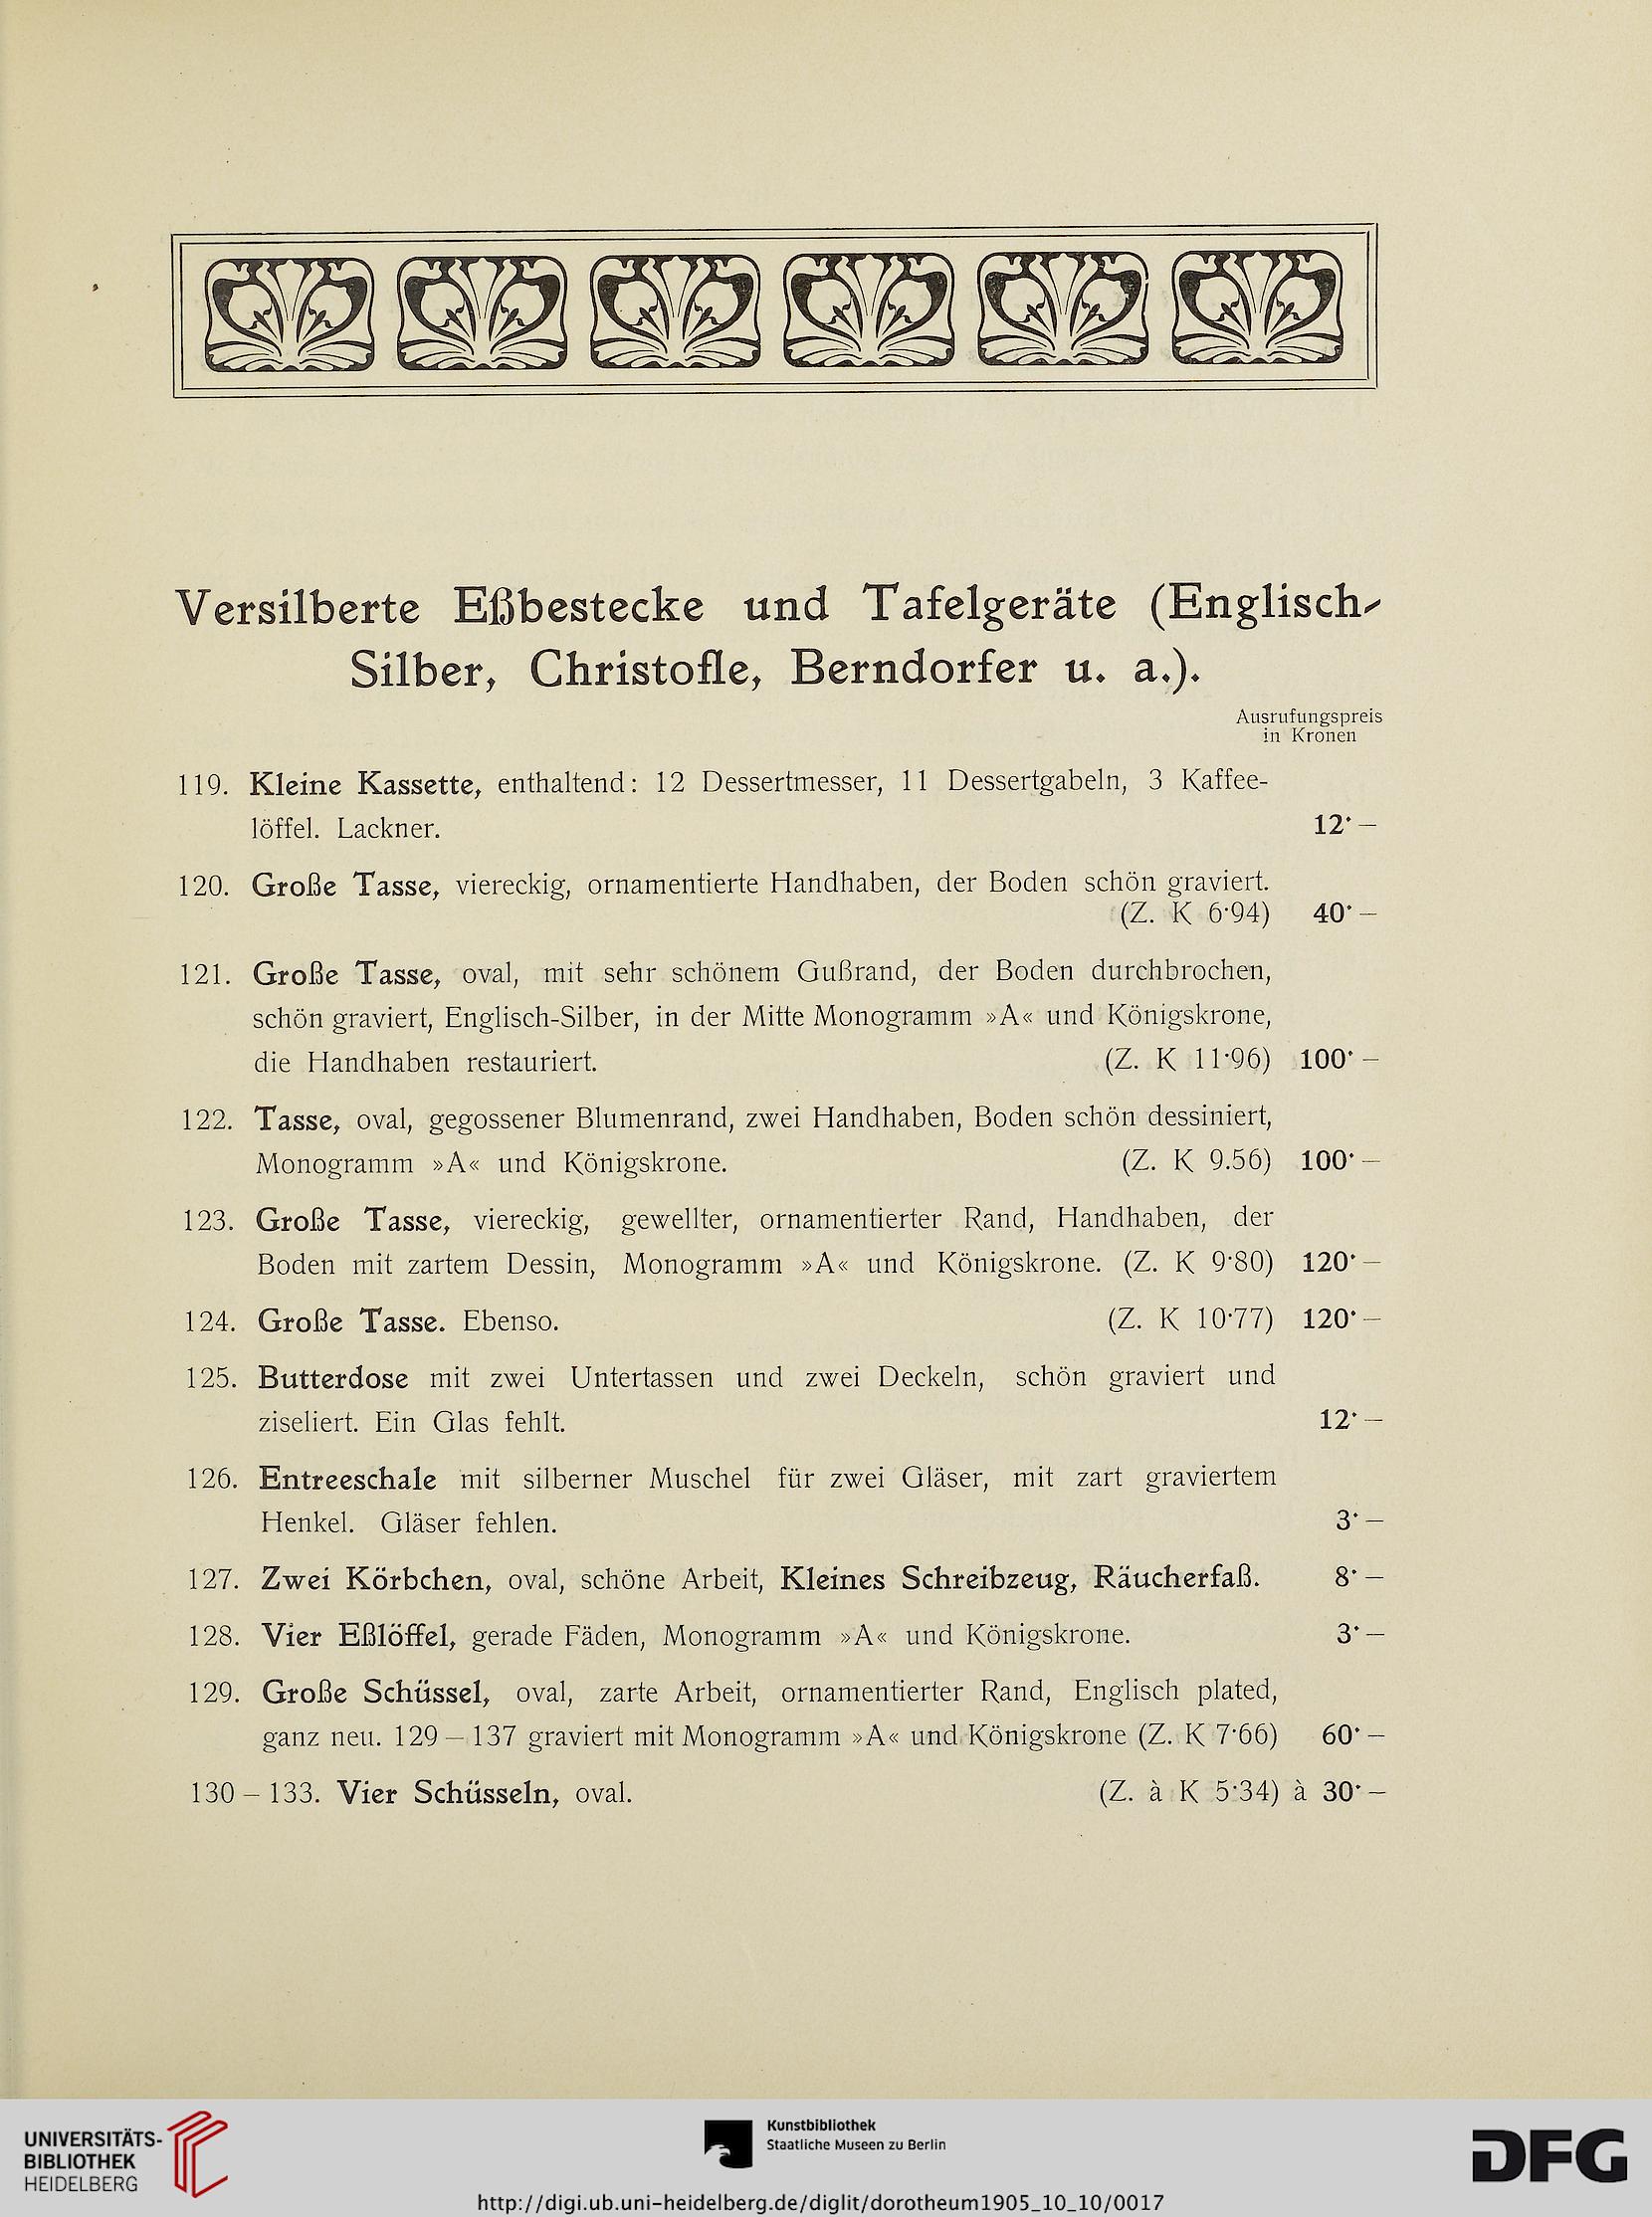 Versilberte Eßbestecke und Tafelgeräte (Englisch-
Silber, Christofle, Berndorfer u. a.).
Ausrufungspreis
in Kronen
119. Kleine Kassette, enthaltend: 12 Dessertmesser, 11 Dessertgabeln, 3 Kaffee-
löffel. Lackner. 12·–
120. Große Tasse, viereckig, ornamentierte Handhaben, der Boden schön graviert.
(Z. K 6·94) 40·–
121. Große Tasse, oval, mit sehr schönem Gußrand, der Boden durchbrochen,
schön graviert, Englisch-Silber, in der Mitte Monogramm »A« und Königskrone,
die Handhaben restauriert. (Z. K 11·96) 100·–
122. Tasse, oval, gegossener Blumenrand, zwei Handhaben, Boden schön dessiniert,
Monogramm »A« und Königskrone. (Z. K 9.56) 100·–
123. Große Tasse, viereckig, gewellter, ornamentierter Rand, Handhaben, der
Boden mit zartem Dessin, Monogramm »A« und Königskrone. (Z. K 9·80) 120·–
124. Große Tasse. Ebenso. (Z. K 10·77) 120·–
125. Butterdose mit zwei Untertassen und zwei Deckeln, schön graviert und
ziseliert. Ein Glas fehlt. 12·–
126. Entreeschale mit silberner Muschel für zwei Gläser, mit zart graviertem
Henkel. Gläser fehlen. 3·–
127. Zwei Körbchen, oval, schöne Arbeit, Kleines Schreibzeug, Räucherfaß. 8·–
128. Vier Eßlöffel, gerade Fäden, Monogramm »A« und Königskrone. 3·–
129. Große Schüssel, oval, zarte Arbeit, ornamentierter Rand, Englisch plated,
ganz neu. 129 – 137 graviert mit Monogramm »A« und Königskrone (Z. K 7·66) 60·–
130 – 133. Vier Schüsseln, oval. (Z. à K 5·34) à 30·–
UNIVERSITÄTS-
BIBLIOTHEK
HEIDELBERG
Kunstbibliothek
Staatliche Museen zu Berlin
DFG
http://digi.ub.uni-heidelberg.de/diglit/dorotheum1905_10_10/0017